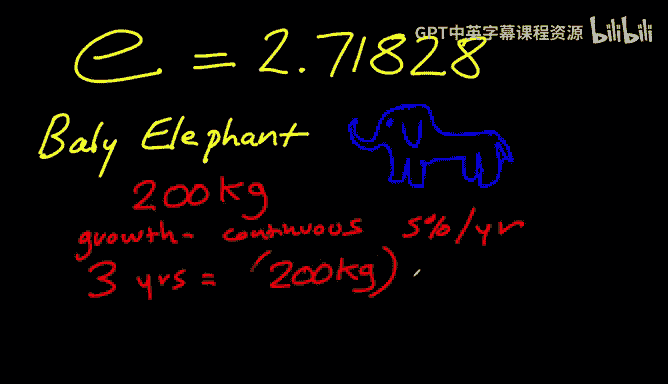 GPT中英字幕课程资源 bilibili
e = 2.71828
Baby Elephant
200kg
growth - continuous 5%/yr
3 yrs = (200kg)